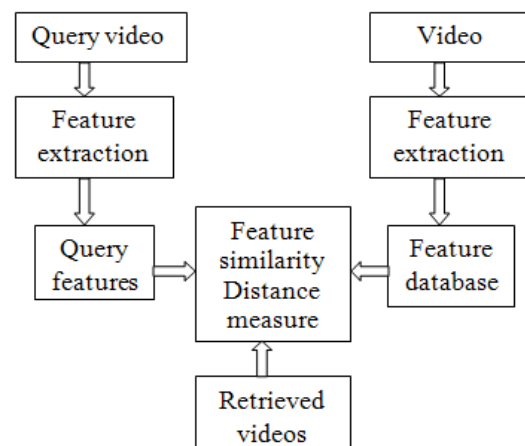 Query video
Video
Feature
extraction
Feature
extraction
Query
features
Feature
similarity
Distance
measure
Feature
database
Retrieved
videos